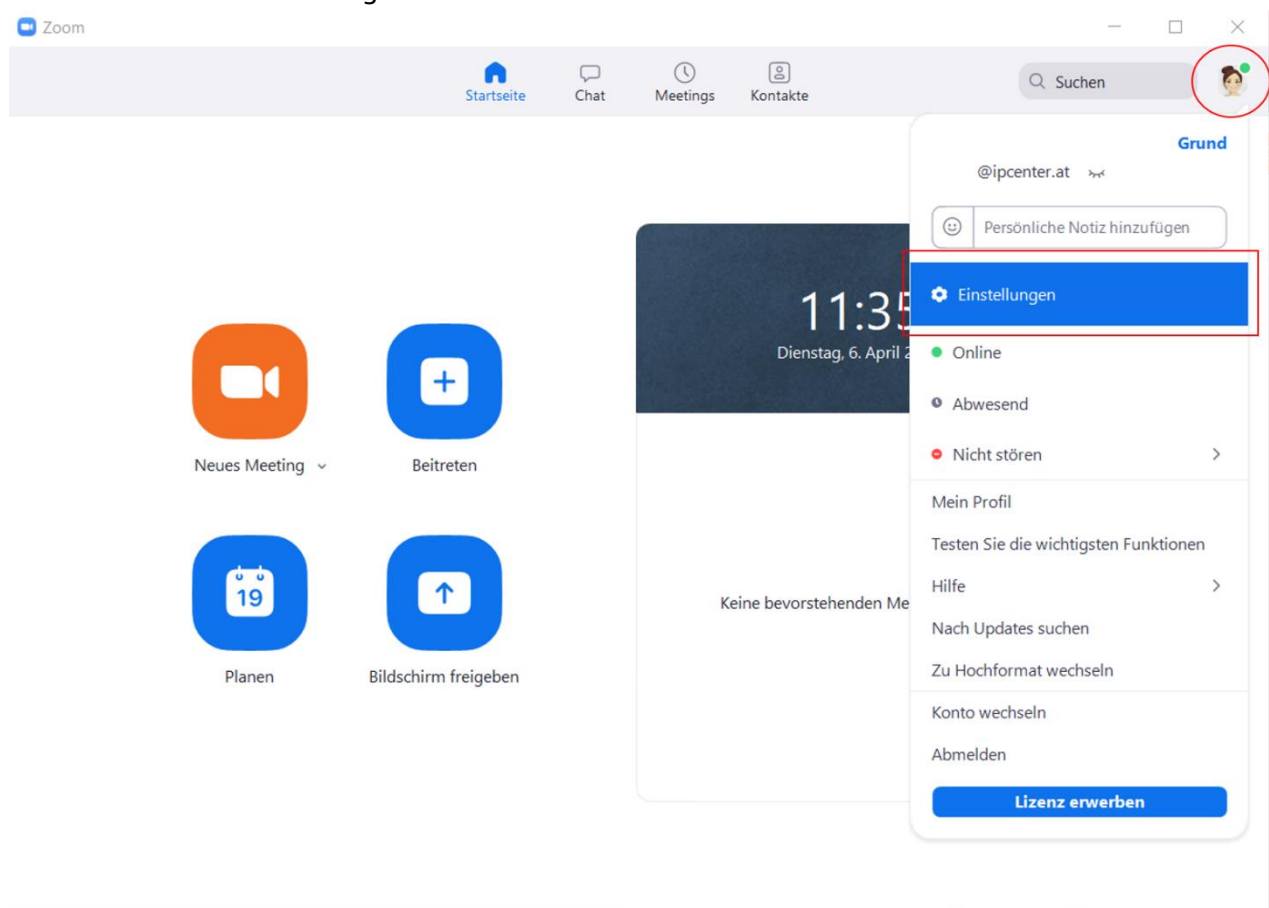 Zoom
Startseite
Chat
Meetings
Kontakte
Suchen
Grund
@ipcenter.at
Persönliche Notiz hinzufügen
Einstellungen
11:35
Dienstag, 6. April
Online
Abwesend
Nicht stören
Neues Meeting
Beitreten
Mein Profil
Testen Sie die wichtigsten Funktionen
Hilfe
19
Keine bevorstehenden Me
Nach Updates suchen
Zu Hochformat wechseln
Planen
Bildschirm freigeben
Konto wechseln
Abmelden
Lizenz erwerben